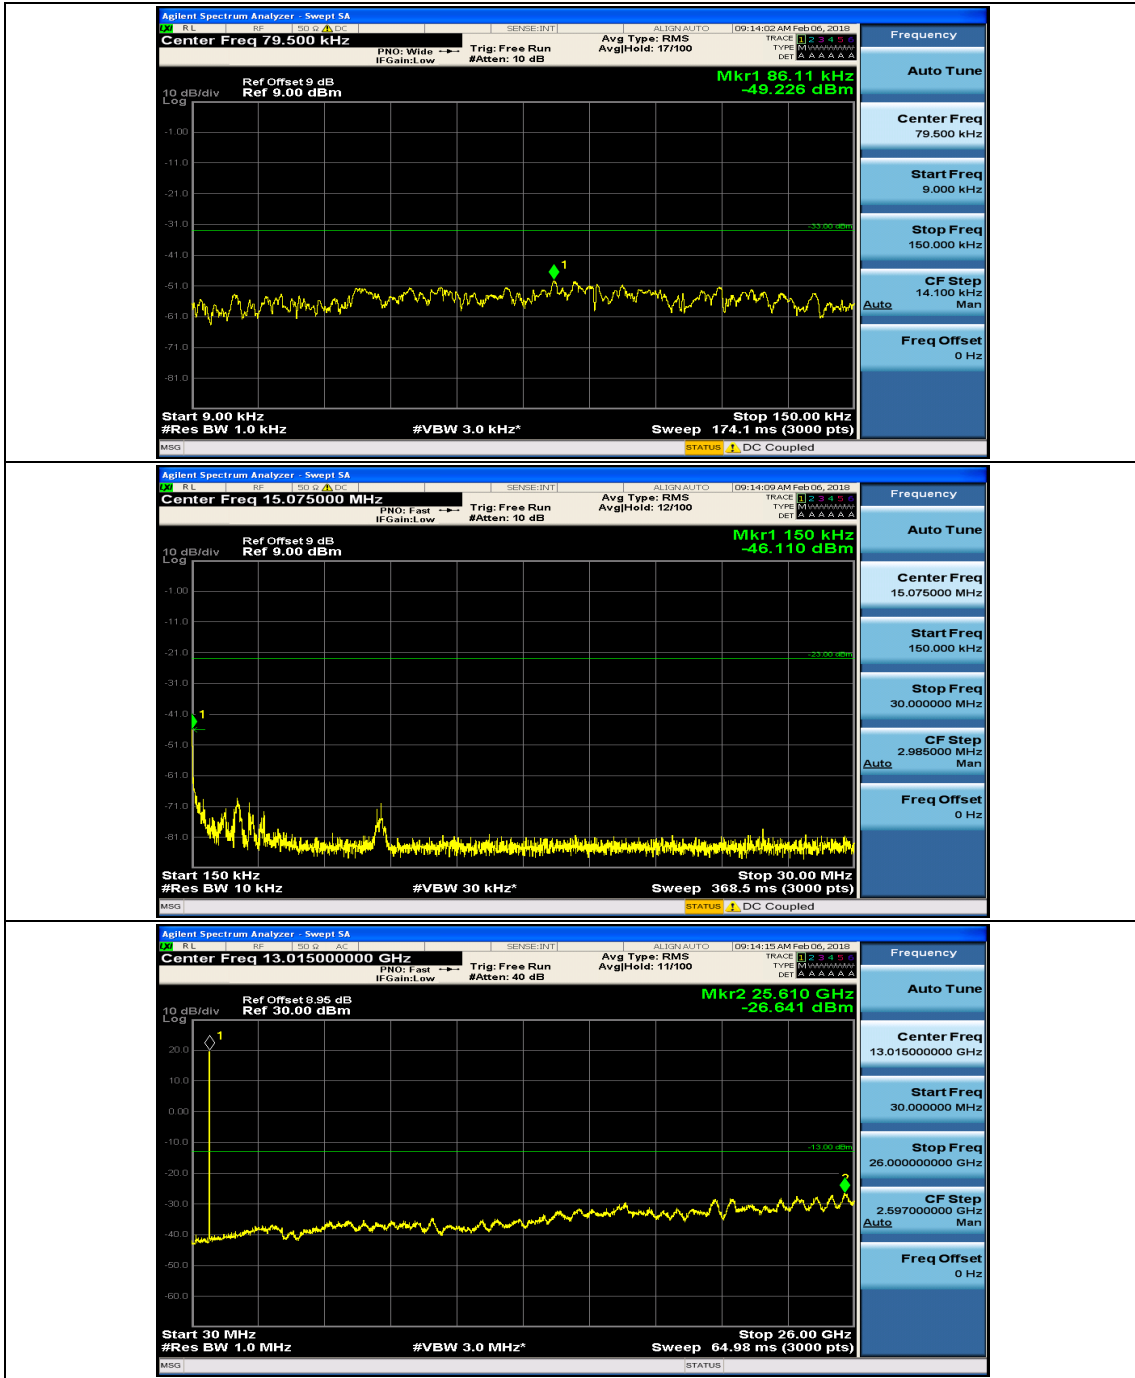 Agilent Spectrum Analyzer - Swept SA
LXI RL RF 50 Ω DC SENSE:INT ALIGN AUTO 09:14:02 AM Feb 06, 2018
Center Freq 79.500 kHz
PNO: Wide
IFGain:Low
Trig: Free Run
#Atten: 10 dB
Avg Type: RMS
Avg|Hold: 17/100
TRACE 1 2 3 4 5 6
TYPE M
DET A A A A A A
Ref Offset 9 dB
10 dB/div Ref 9.00 dBm
Log
Mkr1 86.11 kHz
-49.226 dBm
-1.00
-11.0
-21.0
-31.0
-33.00 dBm
-41.0
1
-51.0
-61.0
-71.0
-81.0
Start 9.00 kHz Stop 150.00 kHz
#Res BW 1.0 kHz #VBW 3.0 kHz* Sweep 174.1 ms (3000 pts)
MSG STATUS DC Coupled
Frequency
Auto Tune
Center Freq
79.500 kHz
Start Freq
9.000 kHz
Stop Freq
150.000 kHz
CF Step
14.100 kHz
Auto Man
Freq Offset
0 Hz
Agilent Spectrum Analyzer - Swept SA
LXI RL RF 50 Ω DC SENSE:INT ALIGN AUTO 09:14:09 AM Feb 06, 2018
Center Freq 15.075000 MHz
PNO: Fast
IFGain:Low
Trig: Free Run
#Atten: 10 dB
Avg Type: RMS
Avg|Hold: 12/100
TRACE 1 2 3 4 5 6
TYPE M
DET A A A A A A
Ref Offset 9 dB
10 dB/div Ref 9.00 dBm
Log
Mkr1 150 kHz
-46.110 dBm
-1.00
-11.0
-21.0
-23.00 dBm
-31.0
-41.0
1
-51.0
-61.0
-71.0
-81.0
Start 150 kHz Stop 30.00 MHz
#Res BW 10 kHz #VBW 30 kHz* Sweep 368.5 ms (3000 pts)
MSG STATUS DC Coupled
Frequency
Auto Tune
Center Freq
15.075000 MHz
Start Freq
150.000 kHz
Stop Freq
30.000000 MHz
CF Step
2.985000 MHz
Auto Man
Freq Offset
0 Hz
Agilent Spectrum Analyzer - Swept SA
LXI RL RF 50 Ω AC SENSE:INT ALIGN AUTO 09:14:15 AM Feb 06, 2018
Center Freq 13.015000000 GHz
PNO: Fast
IFGain:Low
Trig: Free Run
#Atten: 40 dB
Avg Type: RMS
Avg|Hold: 11/100
TRACE 1 2 3 4 5 6
TYPE M
DET A A A A A A
Ref Offset 8.95 dB
10 dB/div Ref 30.00 dBm
Log
Mkr2 25.610 GHz
-26.641 dBm
1
20.0
10.0
0.00
-10.0
-13.00 dBm
-20.0
2
-30.0
-40.0
-50.0
-60.0
Start 30 MHz Stop 26.00 GHz
#Res BW 1.0 MHz #VBW 3.0 MHz* Sweep 64.98 ms (3000 pts)
MSG STATUS
Frequency
Auto Tune
Center Freq
13.015000000 GHz
Start Freq
30.000000 MHz
Stop Freq
26.000000000 GHz
CF Step
2.597000000 GHz
Auto Man
Freq Offset
0 Hz